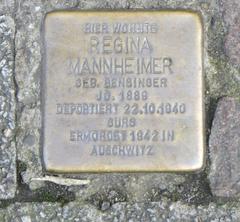 HIER WOHNTE
REGINA
MANNHEIMER
GEB. BENSINGER
JG. 1889
DEPORTIERT 22.10.1940
GURS
ERMORDET 1942 IN
AUSCHWITZ